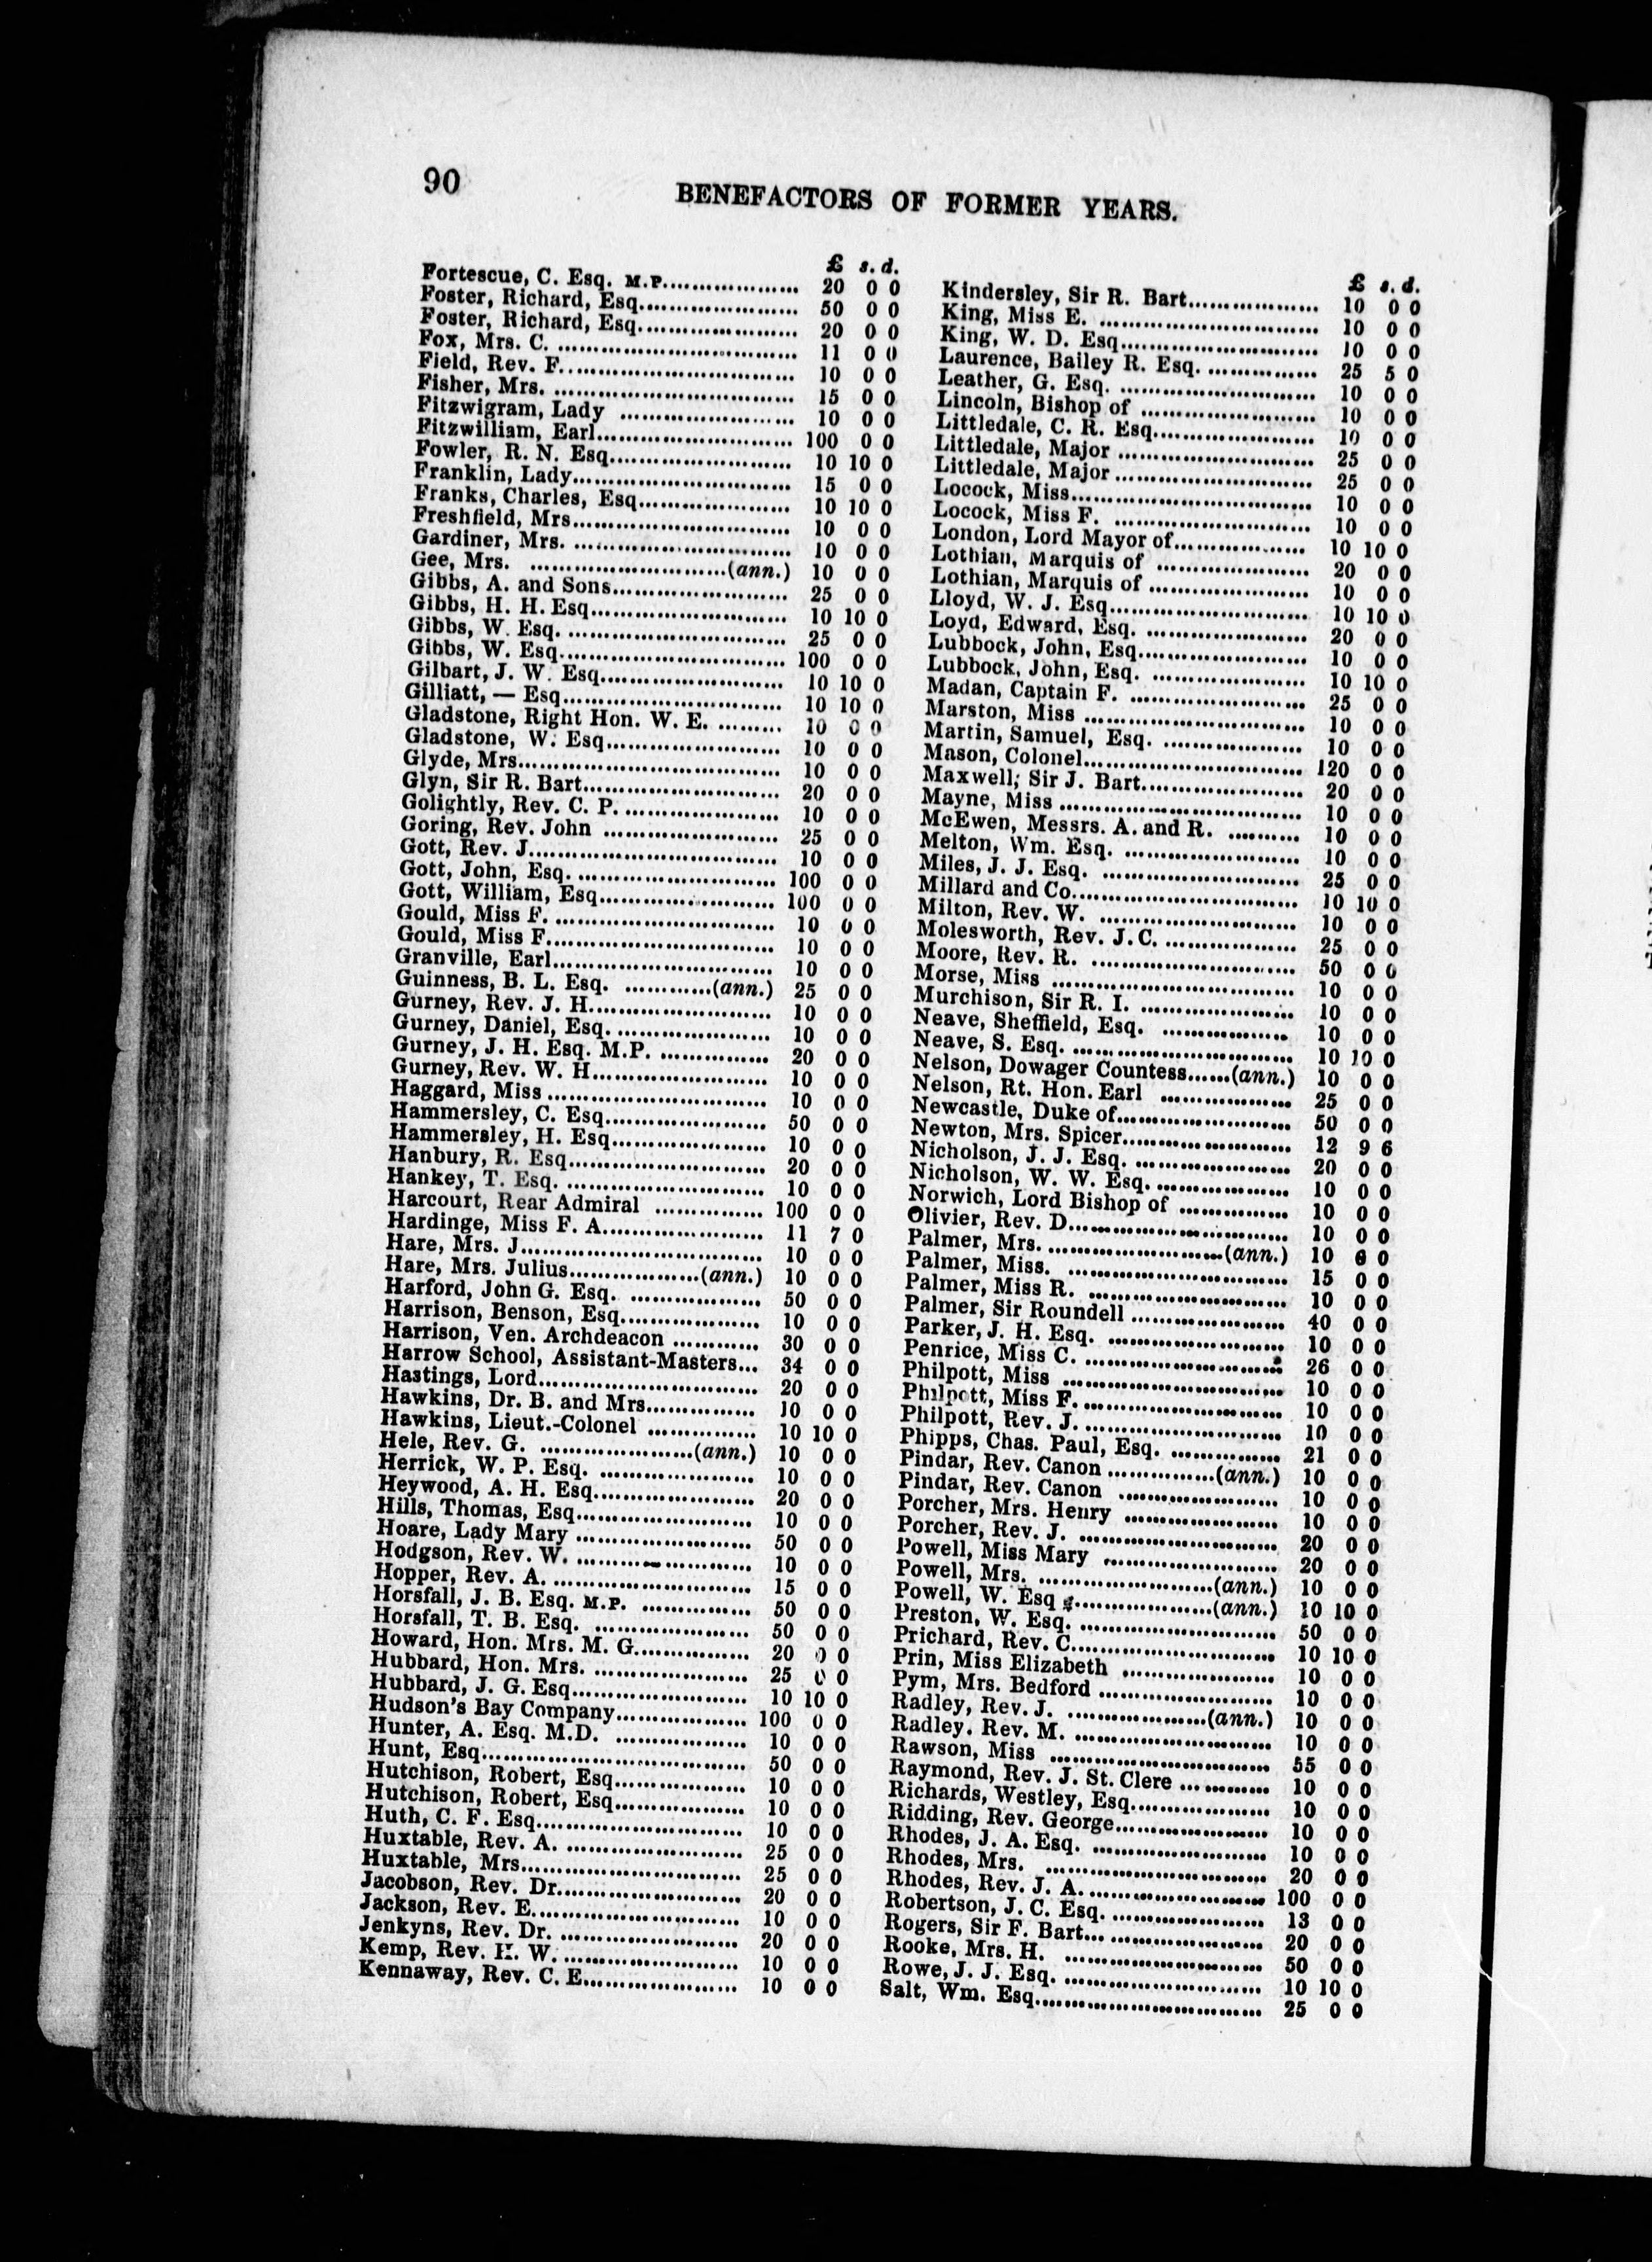 90
BENEFACTORS OF FORMER YEARS.
£ s. d.
Fortescue, C. Esq. M.P. 20 0 0
Foster, Richard, Esq. 50 0 0
Foster, Richard, Esq. 20 0 0
Fox, Mrs. C. 11 0 0
Field, Rev. F. 10 0 0
Fisher, Mrs. 15 0 0
Fitzwigram, Lady 10 0 0
Fitzwilliam, Earl 100 0 0
Fowler, R. N. Esq. 10 10 0
Franklin, Lady 15 0 0
Franks, Charles, Esq. 10 10 0
Freshfield, Mrs. 10 0 0
Gardiner, Mrs. 10 0 0
Gee, Mrs. (ann.) 10 0 0
Gibbs, A. and Sons 25 0 0
Gibbs, H. H. Esq. 10 10 0
Gibbs, W. Esq. 25 0 0
Gibbs, W. Esq. 100 0 0
Gilbart, J. W. Esq. 10 10 0
Gilliatt, — Esq. 10 10 0
Gladstone, Right Hon. W. E. 10 0 0
Gladstone, W. Esq. 10 0 0
Glyde, Mrs. 10 0 0
Glyn, Sir R. Bart. 20 0 0
Golightly, Rev. C. P. 10 0 0
Goring, Rev. John 25 0 0
Gott, Rev. J. 10 0 0
Gott, John, Esq. 100 0 0
Gott, William, Esq. 100 0 0
Gould, Miss F. 10 0 0
Gould, Miss F. 10 0 0
Granville, Earl 10 0 0
Guinness, B. L. Esq. (ann.) 25 0 0
Gurney, Rev. J. H. 10 0 0
Gurney, Daniel, Esq. 10 0 0
Gurney, J. H. Esq. M.P. 20 0 0
Gurney, Rev. W. H. 10 0 0
Haggard, Miss 10 0 0
Hammersley, C. Esq. 50 0 0
Hammersley, H. Esq. 10 0 0
Hanbury, R. Esq. 20 0 0
Hankey, T. Esq. 10 0 0
Harcourt, Rear Admiral 100 0 0
Hardinge, Miss F. A. 11 7 0
Hare, Mrs. J. 10 0 0
Hare, Mrs. Julius (ann.) 10 0 0
Harford, John G. Esq. 50 0 0
Harrison, Benson, Esq. 10 0 0
Harrison, Ven. Archdeacon 30 0 0
Harrow School, Assistant-Masters 34 0 0
Hastings, Lord 20 0 0
Hawkins, Dr. B. and Mrs. 10 0 0
Hawkins, Lieut.-Colonel 10 10 0
Hele, Rev. G. (ann.) 10 0 0
Herrick, W. P. Esq. 10 0 0
Heywood, A. H. Esq. 20 0 0
Hills, Thomas, Esq. 10 0 0
Hoare, Lady Mary 50 0 0
Hodgson, Rev. W. 10 0 0
Hopper, Rev. A. 15 0 0
Horsfall, J. B. Esq. M.P. 50 0 0
Horsfall, T. B. Esq. 50 0 0
Howard, Hon. Mrs. M. G. 20 0 0
Hubbard, Hon. Mrs. 25 0 0
Hubbard, J. G. Esq. 10 10 0
Hudson's Bay Company 100 0 0
Hunter, A. Esq. M.D. 10 0 0
Hunt, Esq. 50 0 0
Hutchison, Robert, Esq. 10 0 0
Hutchison, Robert, Esq. 10 0 0
Huth, C. F. Esq. 10 0 0
Huxtable, Rev. A. 25 0 0
Huxtable, Mrs. 25 0 0
Jacobson, Rev. Dr. 20 0 0
Jackson, Rev. E. 10 0 0
Jenkyns, Rev. Dr. 20 0 0
Kemp, Rev. H. W. 10 0 0
Kennaway, Rev. C. E. 10 0 0
£ s. d.
Kindersley, Sir R. Bart. 10 0 0
King, Miss E. 10 0 0
King, W. D. Esq. 10 0 0
Laurence, Bailey R. Esq. 25 5 0
Leather, G. Esq. 10 0 0
Lincoln, Bishop of 10 0 0
Littledale, C. R. Esq. 10 0 0
Littledale, Major 25 0 0
Littledale, Major 25 0 0
Locock, Miss 10 0 0
Locock, Miss F. 10 0 0
London, Lord Mayor of 10 10 0
Lothian, Marquis of 20 0 0
Lothian, Marquis of 10 0 0
Lloyd, W. J. Esq. 10 10 0
Loyd, Edward, Esq. 20 0 0
Lubbock, John, Esq. 10 0 0
Lubbock, John, Esq. 10 10 0
Madan, Captain F. 25 0 0
Marston, Miss 10 0 0
Martin, Samuel, Esq. 10 0 0
Mason, Colonel 120 0 0
Maxwell, Sir J. Bart. 20 0 0
Mayne, Miss 10 0 0
McEwen, Messrs. A. and R. 10 0 0
Melton, Wm. Esq. 10 0 0
Miles, J. J. Esq. 25 0 0
Millard and Co. 10 10 0
Milton, Rev. W. 10 0 0
Molesworth, Rev. J. C. 25 0 0
Moore, Rev. R. 50 0 0
Morse, Miss 10 0 0
Murchison, Sir R. I. 10 0 0
Neave, Sheffield, Esq. 10 0 0
Neave, S. Esq. 10 10 0
Nelson, Dowager Countess (ann.) 10 0 0
Nelson, Rt. Hon. Earl 25 0 0
Newcastle, Duke of 50 0 0
Newton, Mrs. Spicer 12 9 6
Nicholson, J. J. Esq. 20 0 0
Nicholson, W. W. Esq. 10 0 0
Norwich, Lord Bishop of 10 0 0
Olivier, Rev. D. 10 0 0
Palmer, Mrs. (ann.) 10 0 0
Palmer, Miss. 15 0 0
Palmer, Miss R. 10 0 0
Palmer, Sir Roundell 40 0 0
Parker, J. H. Esq. 10 0 0
Penrice, Miss C. 26 0 0
Philpott, Miss 10 0 0
Philpott, Miss F. 10 0 0
Philpott, Rev. J. 10 0 0
Phipps, Chas. Paul, Esq. 21 0 0
Pindar, Rev. Canon (ann.) 10 0 0
Pindar, Rev. Canon 10 0 0
Porcher, Mrs. Henry 10 0 0
Porcher, Rev. J. 20 0 0
Powell, Miss Mary 20 0 0
Powell, Mrs. (ann.) 10 0 0
Powell, W. Esq (ann.) 10 10 0
Preston, W. Esq. 50 0 0
Prichard, Rev. C. 10 10 0
Prin, Miss Elizabeth 10 0 0
Pym, Mrs. Bedford 10 0 0
Radley, Rev. J. (ann.) 10 0 0
Radley. Rev. M. 10 0 0
Rawson, Miss 55 0 0
Raymond, Rev. J. St. Clere 10 0 0
Richards, Westley, Esq. 10 0 0
Ridding, Rev. George 10 0 0
Rhodes, J. A. Esq. 10 0 0
Rhodes, Mrs. 20 0 0
Rhodes, Rev. J. A. 100 0 0
Robertson, J. C. Esq. 13 0 0
Rogers, Sir F. Bart. 20 0 0
Rooke, Mrs. H. 50 0 0
Rowe, J. J. Esq. 10 10 0
Salt, Wm. Esq. 25 0 0